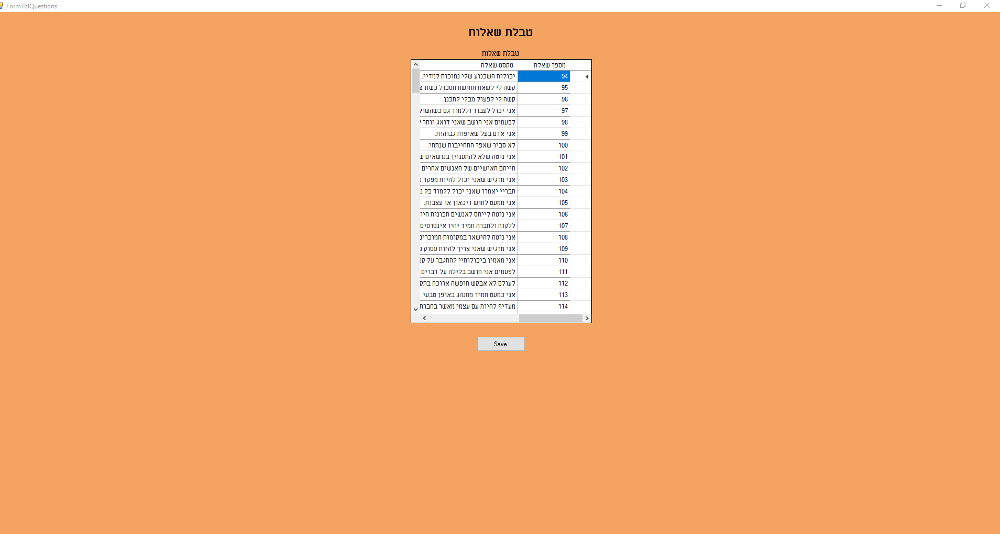 FormTblQuestions
טבלת שאלות
טבלת שאלות
מספר שאלה טקסט שאלה
94 יכולות השכנוע שלי נמוכות למדיי.
95 קשה לי לשאת תחושת תסכול כשזו
96 קשה לי לפעול מבלי לתכנן.
97 אני יכול לעבוד וללמוד גם כשהשול
98 לפעמים אני חושב שאני דואג יותר
99 אני אדם בעל שאיפות גבוהות.
100 לא סביר שאפר התחייבות שנתתי.
101 אני נוטה שלא להתעניין בנושאים ש
102 חייהם האישיים של האנשים אחרים
103 אני מרגיש שאני יכול להיות מפקד
104 חבריי יאמרו שאני יכול ללמוד כל
105 אני ממעט לחוש דיכאון או עצבות.
106 אני נוטה לייחס לאנשים תכונות חיו
107 ללקוח ולחברה תמיד יהיו אינטרסים
108 אני נוטה להישאר במקומות המוכרים
109 אני מרגיש שאני צריך להיות עסוק
110 אני מאמין ביכולותיי להתגבר על
111 לפעמים אני חושב בלילה על דברים
112 לעולם לא אבקש חופשה ארוכה בתק
113 אני כמעט תמיד מתנהג באופן טבעי,
114 מעדיף להיות עם עצמי מאשר בחברת
Save